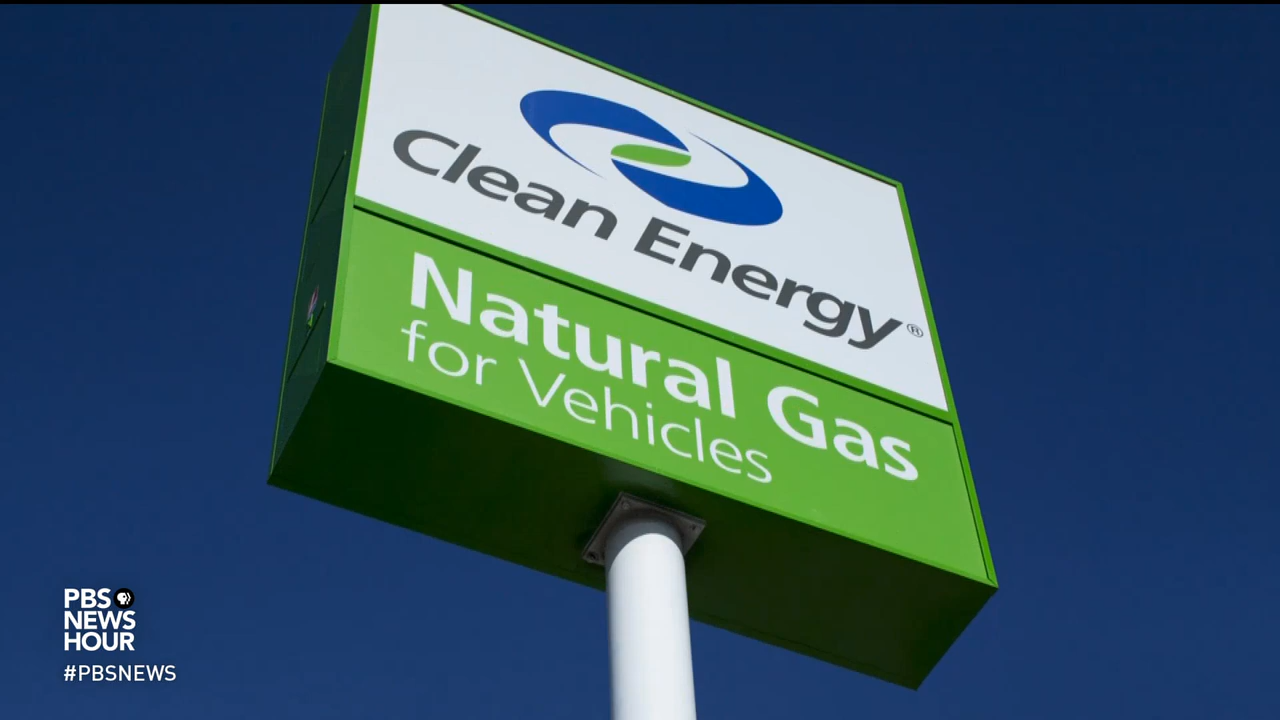 Clean Energy®
Natural Gas
for Vehicles
PBS
NEWS
HOUR
#PBSNEWS